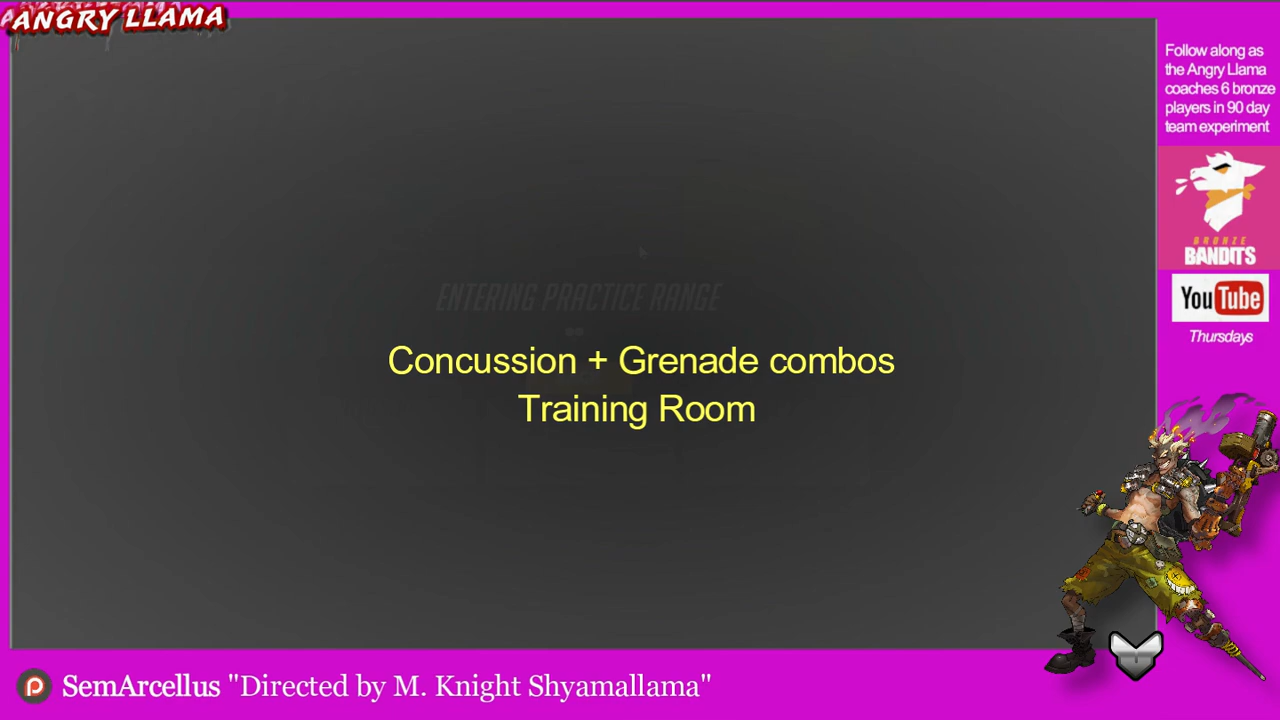 ANGRY LLAMA
Follow along as
the Angry Llama
coaches 6 bronze
players in 90 day
team experiment
BRONZE
BANDITS
YouTube
Thursdays
ENTERING PRACTICE RANGE
Concussion + Grenade combos
Training Room
SemArcellus "Directed by M. Knight Shyamallama"